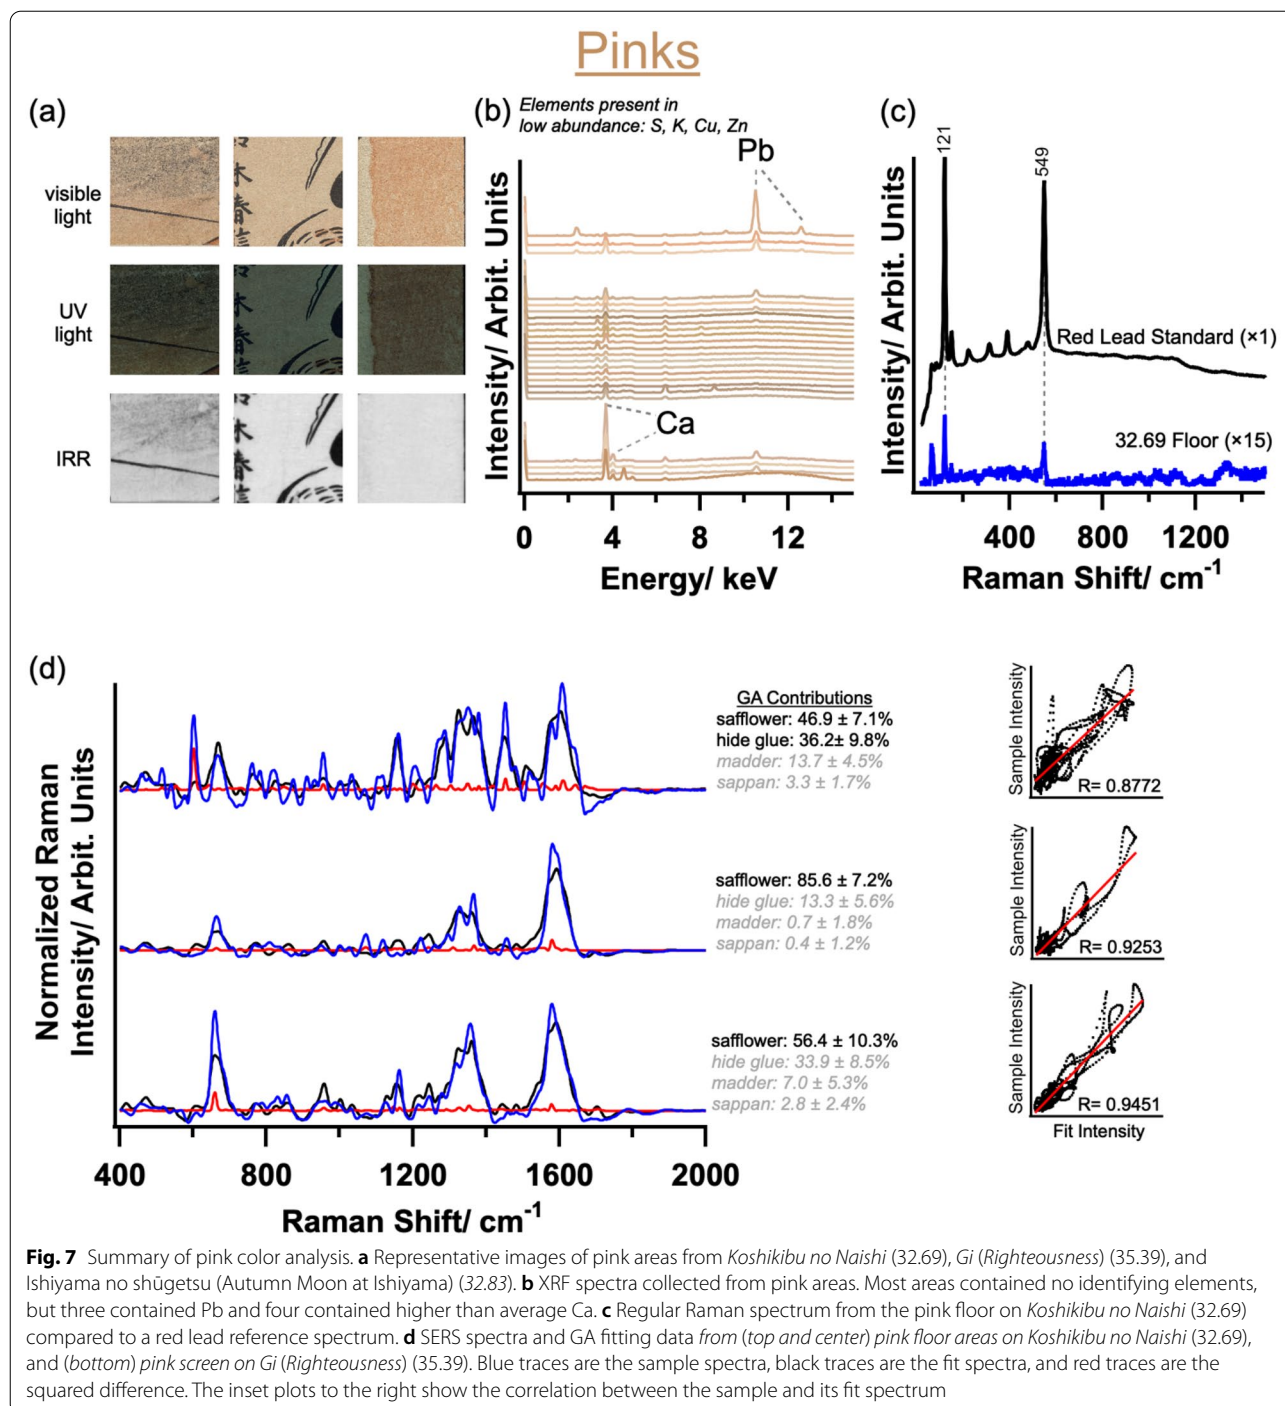 Pinks
(a)
visible
light
UV
light
IRR
(b)
Elements present in
low abundance: S, K, Cu, Zn
Pb
Ca
Intensity/ Arbit. Units
0 4 8 12
Energy/ keV
(c)
121
549
Red Lead Standard (×1)
32.69 Floor (×15)
Intensity/ Arbit. Units
400 800 1200
Raman Shift/ cm-1
(d)
Normalized Raman
Intensity/ Arbit. Units
GA Contributions
safflower: 46.9 ± 7.1%
hide glue: 36.2± 9.8%
madder: 13.7 ± 4.5%
sappan: 3.3 ± 1.7%
Sample Intensity
R= 0.8772
safflower: 85.6 ± 7.2%
hide glue: 13.3 ± 5.6%
madder: 0.7 ± 1.8%
sappan: 0.4 ± 1.2%
Sample Intensity
R= 0.9253
safflower: 56.4 ± 10.3%
hide glue: 33.9 ± 8.5%
madder: 7.0 ± 5.3%
sappan: 2.8 ± 2.4%
Sample Intensity
R= 0.9451
Fit Intensity
400 800 1200 1600 2000
Raman Shift/ cm-1
Fig. 7 Summary of pink color analysis. a Representative images of pink areas from Koshikibu no Naishi (32.69), Gi (Righteousness) (35.39), and
Ishiyama no shūgetsu (Autumn Moon at Ishiyama) (32.83). b XRF spectra collected from pink areas. Most areas contained no identifying elements,
but three contained Pb and four contained higher than average Ca. c Regular Raman spectrum from the pink floor on Koshikibu no Naishi (32.69)
compared to a red lead reference spectrum. d SERS spectra and GA fitting data from (top and center) pink floor areas on Koshikibu no Naishi (32.69),
and (bottom) pink screen on Gi (Righteousness) (35.39). Blue traces are the sample spectra, black traces are the fit spectra, and red traces are the
squared difference. The inset plots to the right show the correlation between the sample and its fit spectrum